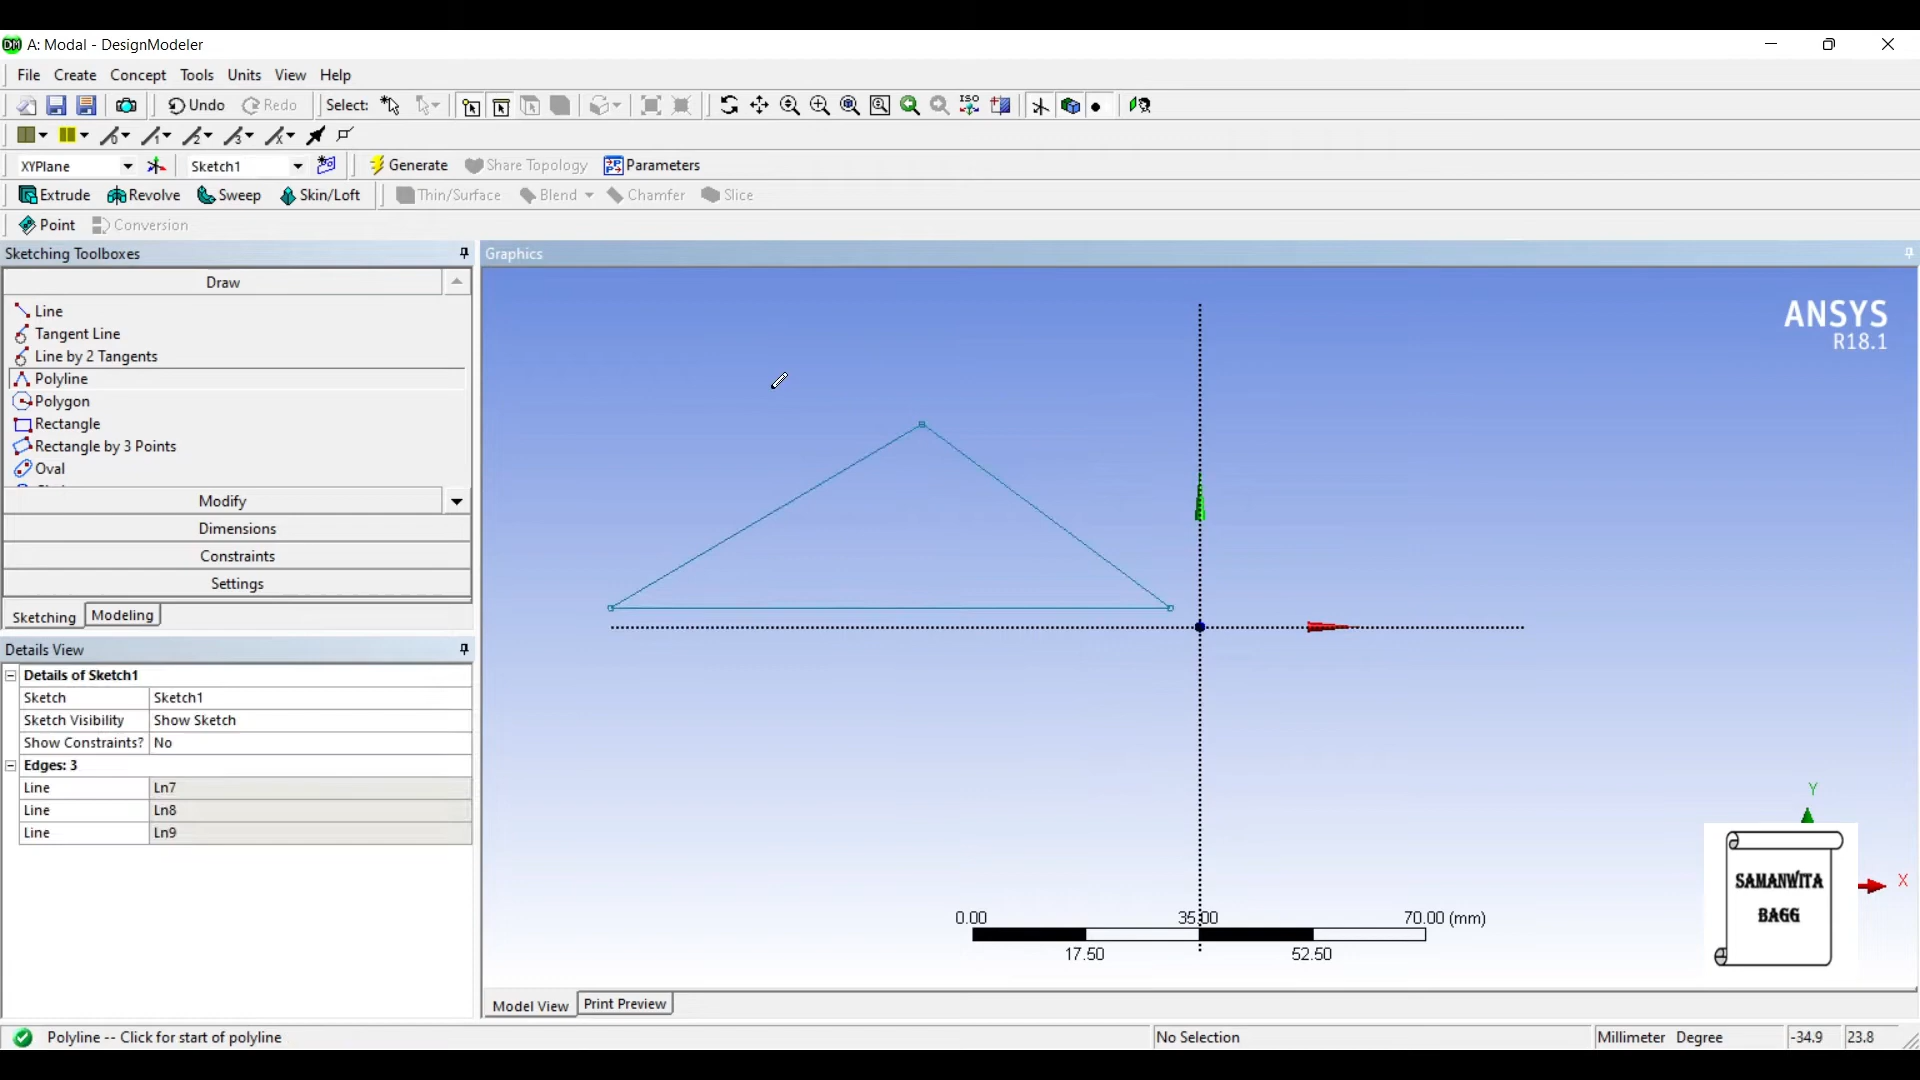 A: Modal - DesignModeler
File Create Concept Tools Units View Help
Undo Redo Select: ISO
XYPlane Sketch1 Generate Share Topology Parameters
Extrude Revolve Sweep Skin/Loft Thin/Surface Blend Chamfer Slice
Point Conversion
Sketching Toolboxes
Draw
Line
Tangent Line
Line by 2 Tangents
Polyline
Polygon
Rectangle
Rectangle by 3 Points
Oval
Modify
Dimensions
Constraints
Settings
Sketching Modeling
Details View
Details of Sketch1
Sketch Sketch1
Sketch Visibility Show Sketch
Show Constraints? No
Edges: 3
Line Ln7
Line Ln8
Line Ln9
Graphics
ANSYS
R18.1
0.00 35.00 70.00 (mm)
17.50 52.50
Y
X
SAMANWITA
BAGG
Model View Print Preview
Polyline -- Click for start of polyline No Selection Millimeter Degree -34.9 23.8